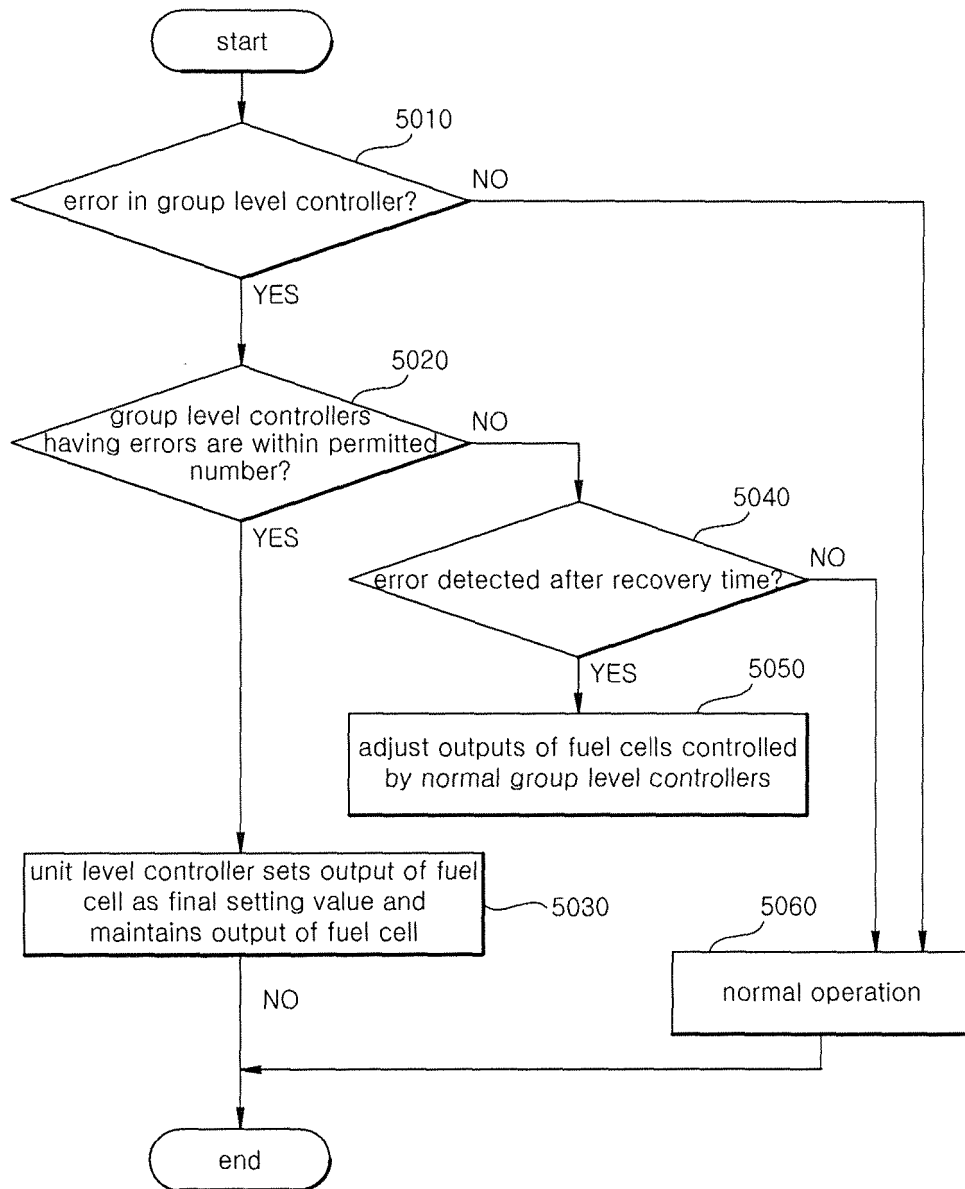 start
5010
error in group level controller?
NO
YES
5020
group level controllers
having errors are within permitted
number?
NO
YES
5040
error detected after recovery time?
NO
YES
5050
adjust outputs of fuel cells controlled
by normal group level controllers
unit level controller sets output of fuel
cell as final setting value and
maintains output of fuel cell
5030
5060
normal operation
NO
end